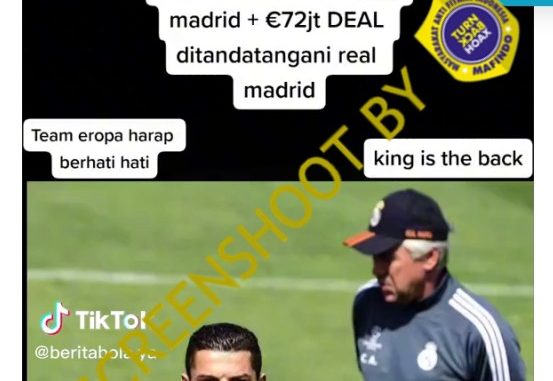 madrid + €72jt DEAL
ditandatangani real
madrid
TURN
BACK
HOAX
MAFINDO
Team eropa harap
berhati hati
king is the back
SCREENSHOOT BY
TikTok
C.A.